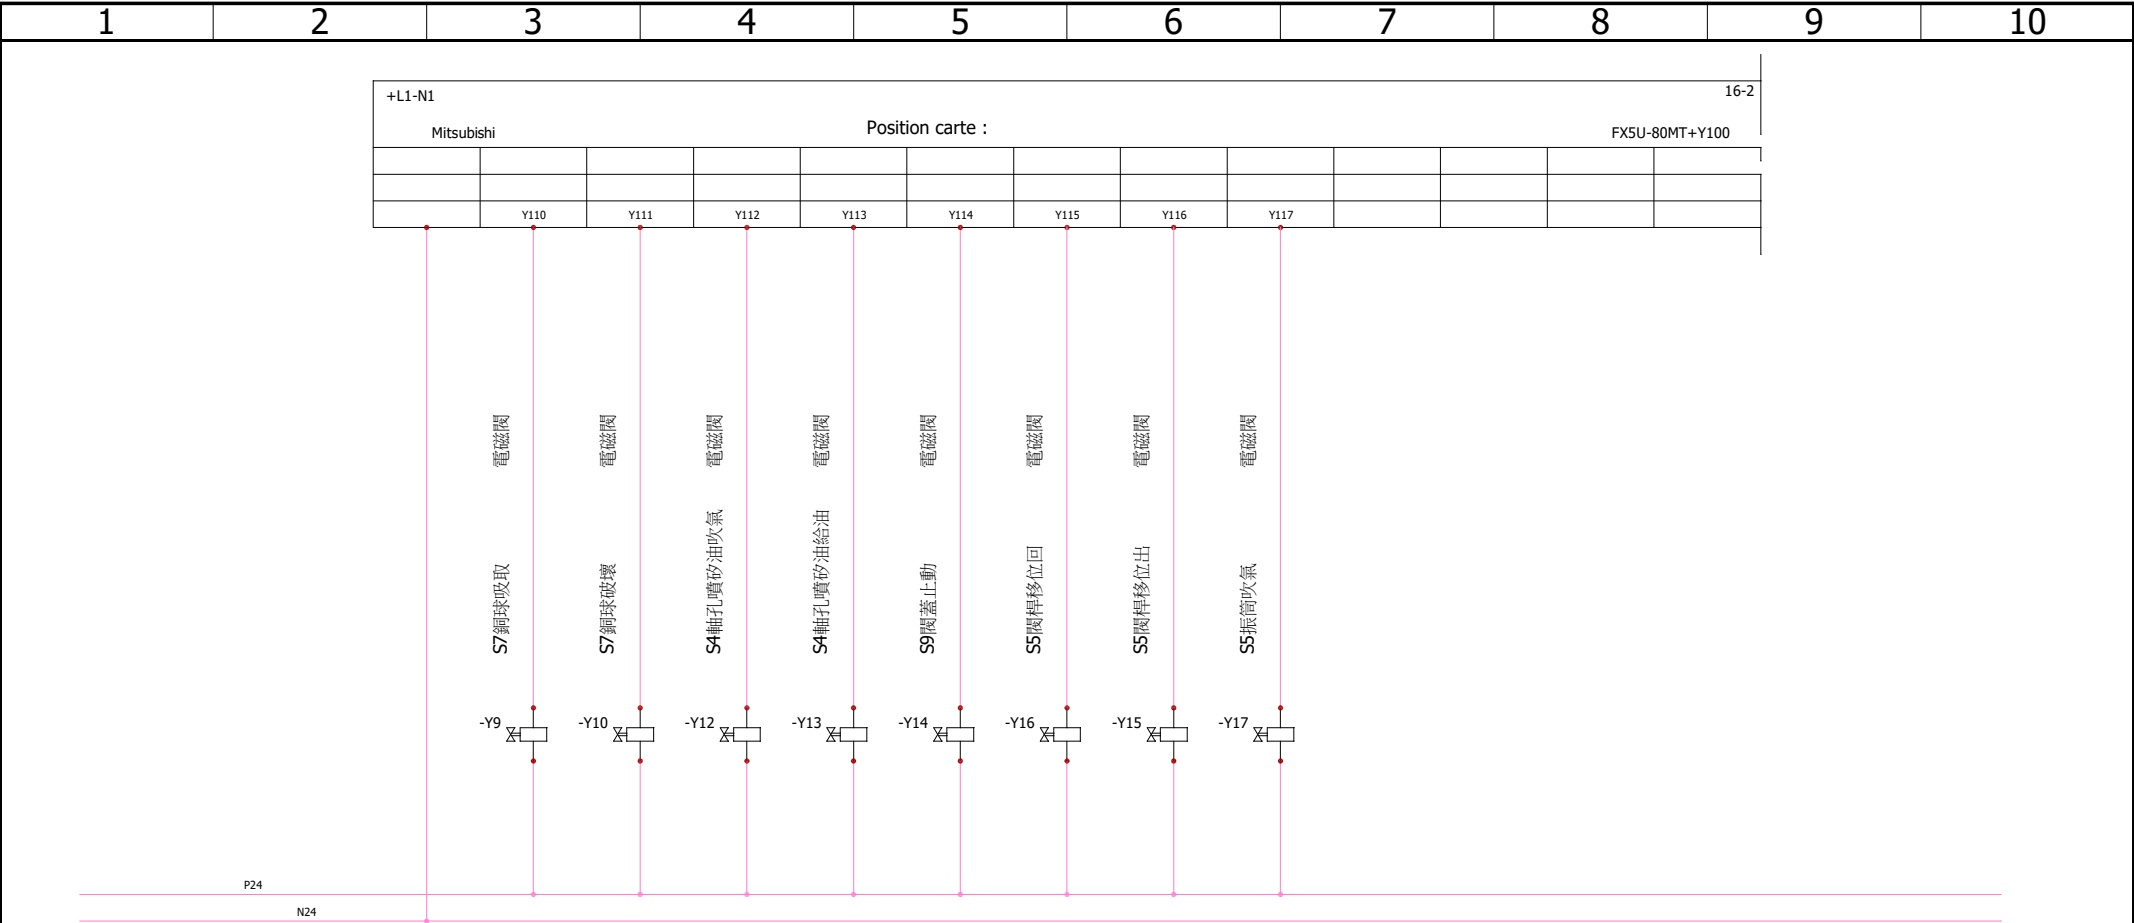 1 2 3 4 5 6 7 8 9 10
+L1-N1 16-2
Mitsubishi Position carte : FX5U-80MT+Y100
Y110 Y111 Y112 Y113 Y114 Y115 Y116 Y117
S7銅球吸取 電磁閥
S7銅球破壞 電磁閥
S4軸孔噴矽油吹氣 電磁閥
S4軸孔噴矽油給油 電磁閥
S9閥蓋止動 電磁閥
S5閥桿移位回 電磁閥
S5閥桿移位出 電磁閥
S5振筒吹氣 電磁閥
-Y9 -Y10 -Y12 -Y13 -Y14 -Y16 -Y15 -Y17
P24
N24